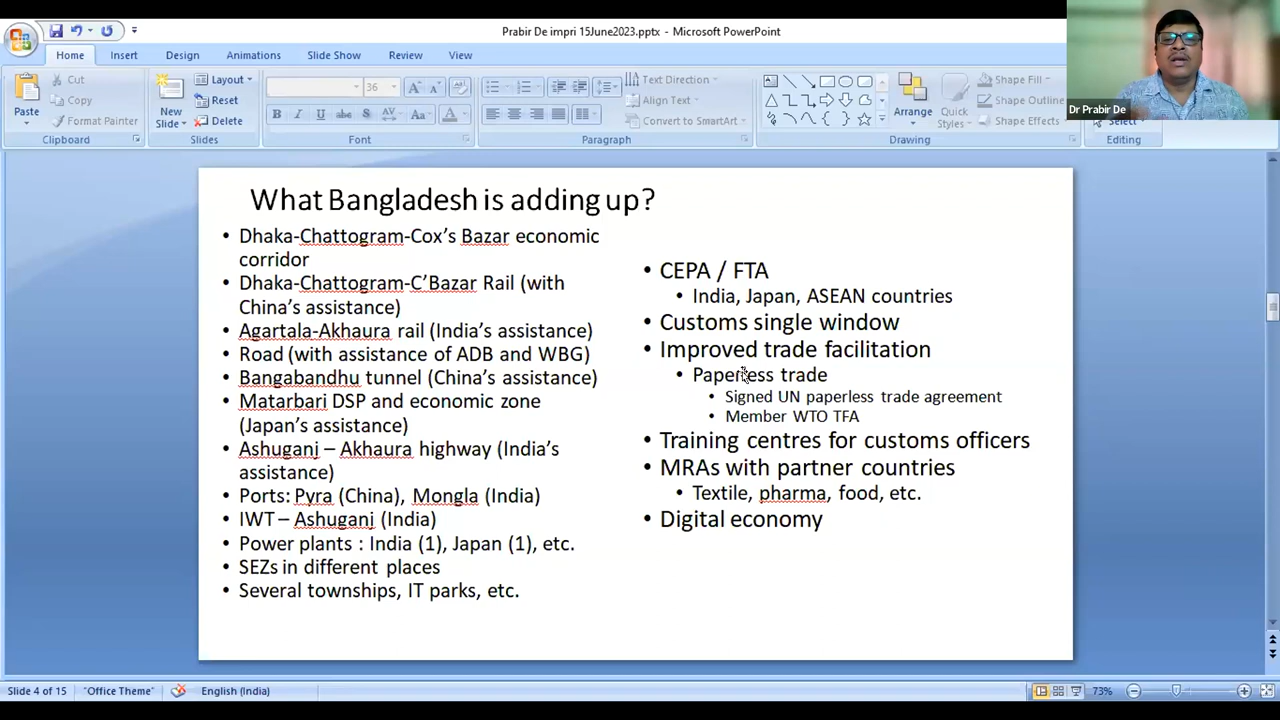 Prabir De impri 15June2023.pptx - Microsoft PowerPoint
Home Insert Design Animations Slide Show Review View
Paste
Cut
Copy
Format Painter
Clipboard
New Slide
Layout
Reset
Delete
Slides
36
B I U abc S AV Aa A
Font
Text Direction
Align Text
Convert to SmartArt
Paragraph
Arrange
Quick Styles
Shape Fill
Shape Outline
Shape Effects
Drawing
Select
Editing
Dr Prabir De
What Bangladesh is adding up?
• Dhaka-Chattogram-Cox's Bazar economic
corridor
• Dhaka-Chattogram-C'Bazar Rail (with
China's assistance)
• Agartala-Akhaura rail (India's assistance)
• Road (with assistance of ADB and WBG)
• Bangabandhu tunnel (China's assistance)
• Matarbari DSP and economic zone
(Japan's assistance)
• Ashuganj – Akhaura highway (India's
assistance)
• Ports: Pyra (China), Mongla (India)
• IWT – Ashuganj (India)
• Power plants : India (1), Japan (1), etc.
• SEZs in different places
• Several townships, IT parks, etc.
• CEPA / FTA
• India, Japan, ASEAN countries
• Customs single window
• Improved trade facilitation
• Paperless trade
• Signed UN paperless trade agreement
• Member WTO TFA
• Training centres for customs officers
• MRAs with partner countries
• Textile, pharma, food, etc.
• Digital economy
Slide 4 of 15 "Office Theme" English (India) 73%